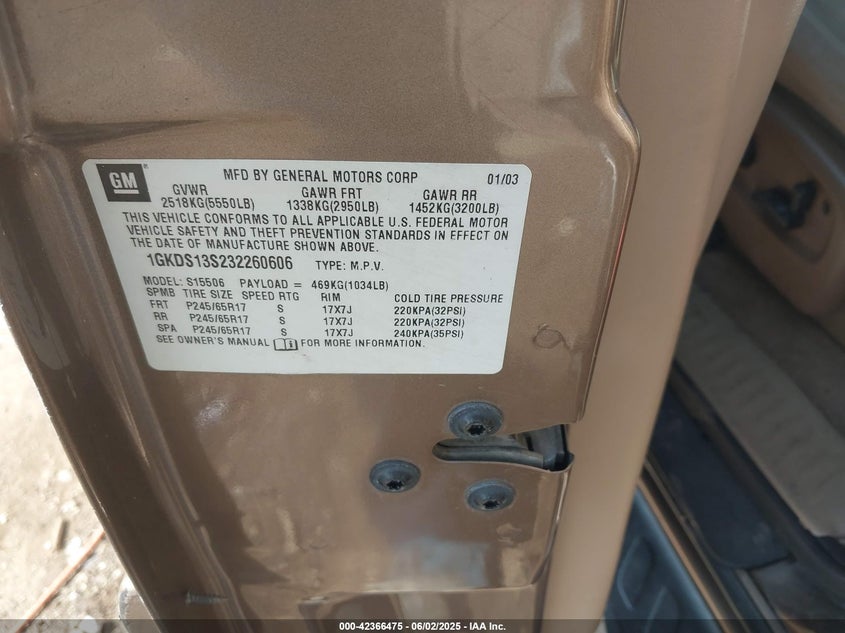 GM
MFD BY GENERAL MOTORS CORP 01/03
GVWR GAWR FRT GAWR RR
2518KG(5550LB) 1338KG(2950LB) 1452KG(3200LB)
THIS VEHICLE CONFORMS TO ALL APPLICABLE U.S. FEDERAL MOTOR
VEHICLE SAFETY AND THEFT PREVENTION STANDARDS IN EFFECT ON
THE DATE OF MANUFACTURE SHOWN ABOVE.
1GKDS13S232260606 TYPE: M.P.V.
MODEL: S15506 PAYLOAD = 469KG(1034LB)
SPMB TIRE SIZE SPEED RTG RIM COLD TIRE PRESSURE
FRT P245/65R17 S 17X7J 220KPA(32PSI)
RR P245/65R17 S 17X7J 220KPA(32PSI)
SPA P245/65R17 S 17X7J 240KPA(35PSI)
SEE OWNER'S MANUAL FOR MORE INFORMATION.
000-42366475 - 06/02/2025 - IAA Inc.